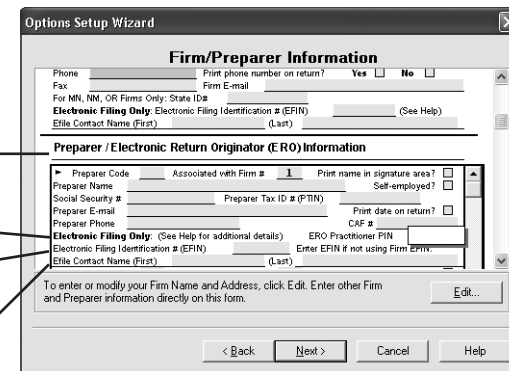 Options Setup Wizard
Firm/Preparer Information
Phone Print phone number on return? Yes No
Fax Firm E-mail
For MN, NM, OR Firms Only: State ID#
Electronic Filing Only: Electronic Filing Identification # (EFIN) (See Help)
Efile Contact Name (First) (Last)
Preparer / Electronic Return Originator (ERO) Information
Preparer Code Associated with Firm # 1 Print name in signature area?
Preparer Name Self-employed?
Social Security # Preparer Tax ID # (PTIN)
Preparer E-mail Print date on return?
Preparer Phone CAF #
Electronic Filing Only: (See Help for additional details) ERO Practitioner PIN
Electronic Filing Identification # (EFIN) Enter EFIN if not using Firm EFIN.
Efile Contact Name (First) (Last)
To enter or modify your Firm Name and Address, click Edit. Enter other Firm
and Preparer information directly on this form.
Edit...
< Back Next > Cancel Help